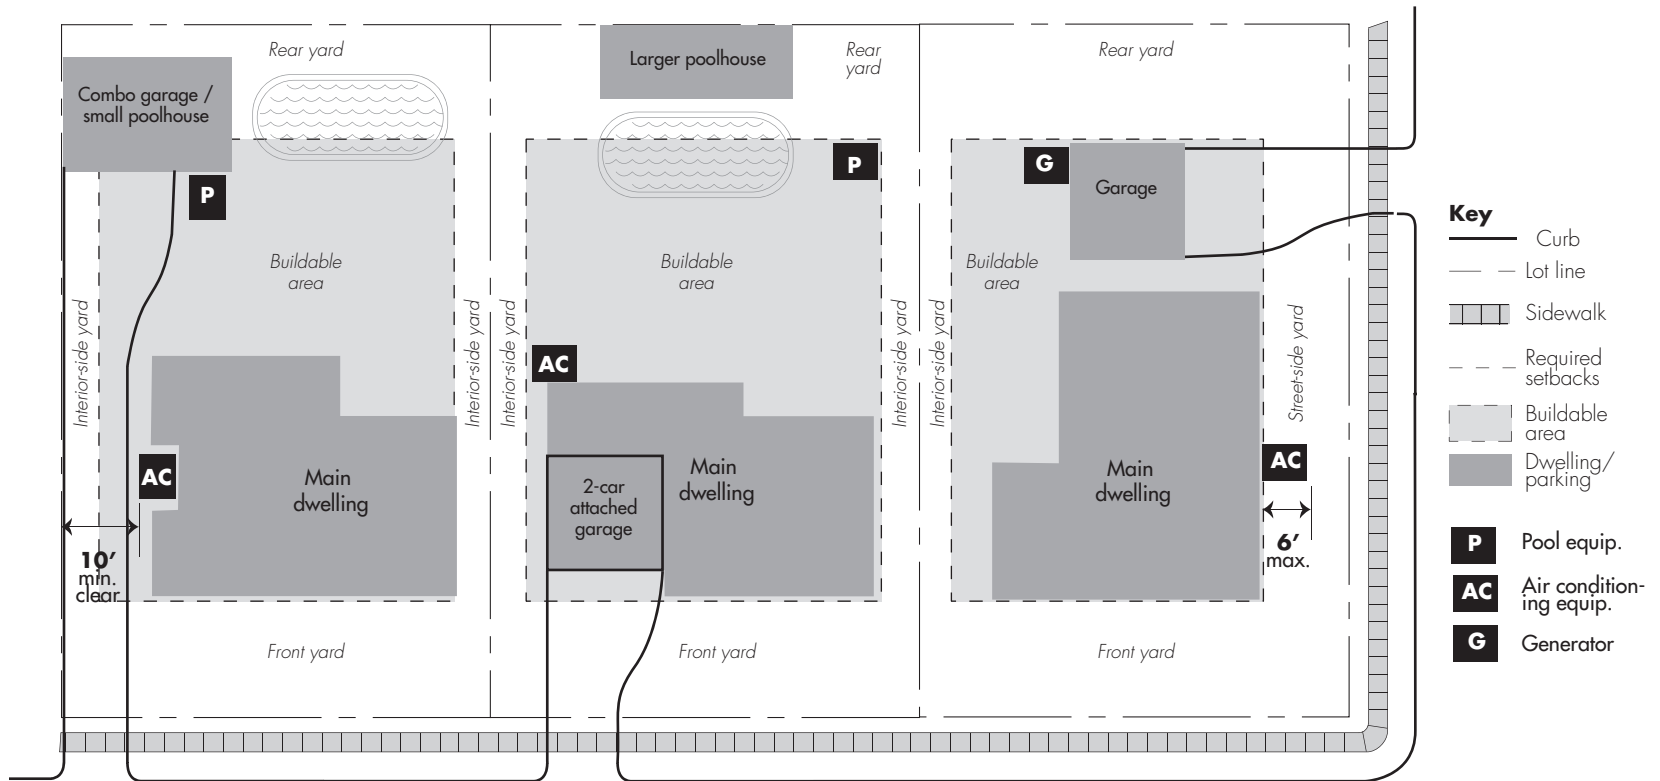 Rear yard
Combo garage /
small poolhouse
P
Buildable
area
Interior-side yard
Interior-side yard
AC
Main
dwelling
10′
min.
clear
Front yard
Larger poolhouse
Rear
yard
P
Buildable
area
Interior-side yard
Interior-side yard
AC
Main
dwelling
2-car
attached
garage
Front yard
Rear yard
G
Garage
Buildable
area
Interior-side yard
Street-side yard
Main
dwelling
AC
6′
max.
Front yard
Key
Curb
Lot line
Sidewalk
Required
setbacks
Buildable
area
Dwelling/
parking
P
Pool equip.
AC
Air condition-
ing equip.
G
Generator